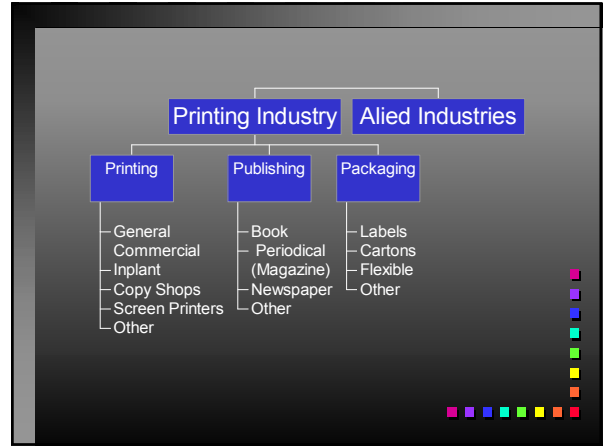 Printing Industry
Alied Industries
Printing
General
Commercial
Inplant
Copy Shops
Screen Printers
Other
Publishing
Book
Periodical
(Magazine)
Newspaper
Other
Packaging
Labels
Cartons
Flexible
Other